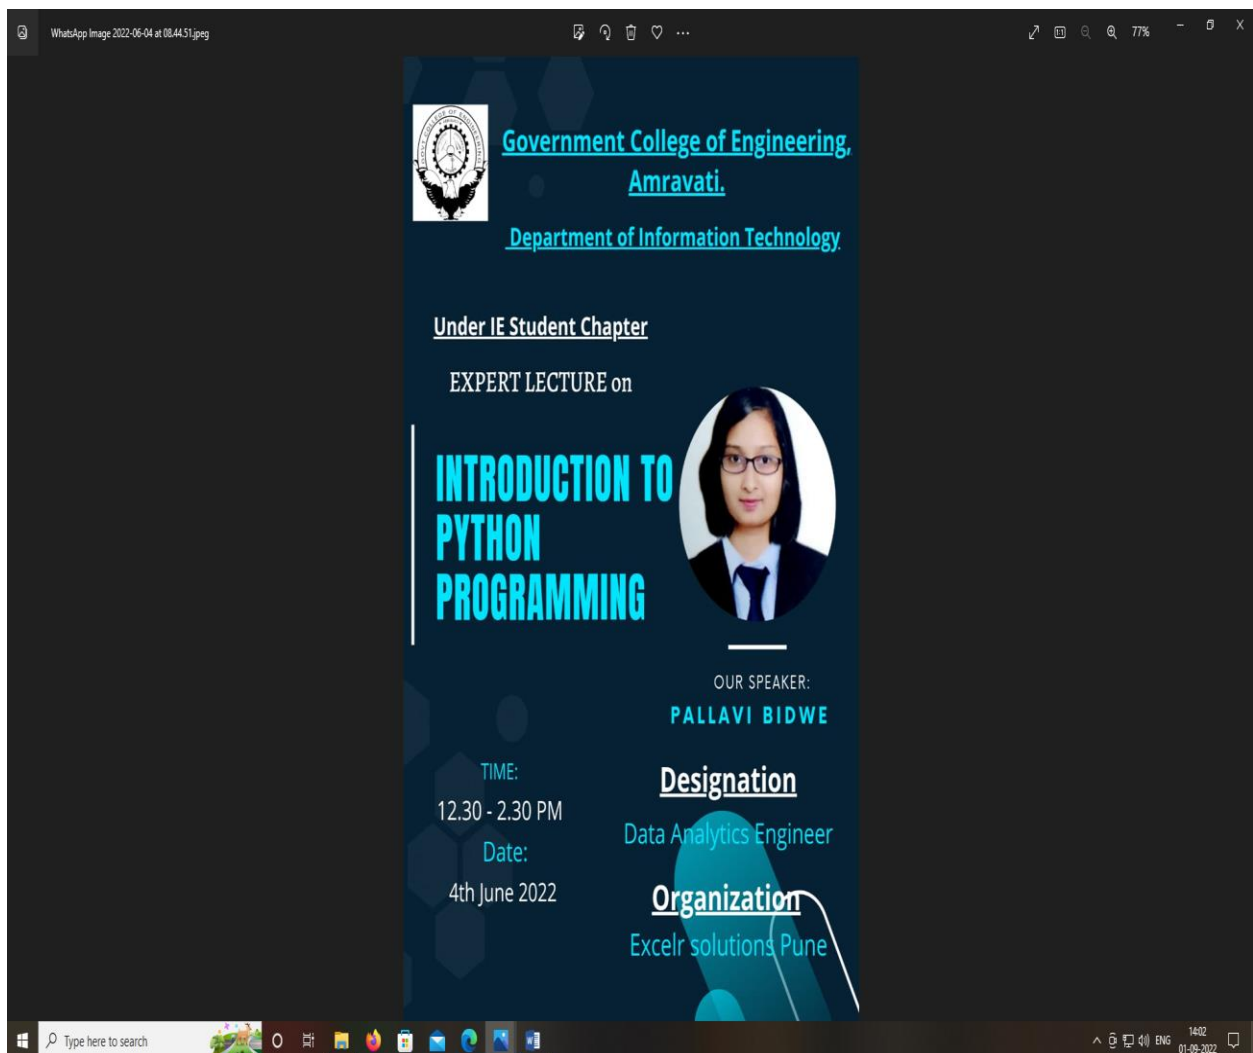 WhatsApp Image 2022-06-04 at 08.44.51.jpeg
77%
Government College of Engineering,
Amravati.
Department of Information Technology
Under IE Student Chapter
EXPERT LECTURE on
INTRODUCTION TO
PYTHON
PROGRAMMING
OUR SPEAKER:
PALLAVI BIDWE
TIME:
12.30 - 2.30 PM
Date:
4th June 2022
Designation
Data Analytics Engineer
Organization
Excelr solutions Pune
Type here to search
ENG
14:02
01-09-2022